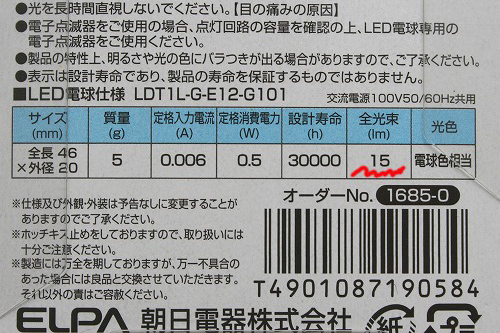 ●光を長時間直視しないでください。【目の痛みの原因】
●電子点滅器をご使用の場合、点灯回路の容量を確認の上、LED電球専用の
電子点滅器をご使用ください。
●製品の特性上、明るさや光の色にバラつきが出る場合がありますので、ご了承ください。
●表示は設計寿命であり、製品の寿命を保証するものではありません。
■LED電球仕様 LDT1L-G-E12-G101 交流電源100V50/60Hz共用
サイズ(mm) 質量(g) 定格入力電流(A) 定格消費電力(W) 設計寿命(h) 全光束(lm) 光色
全長46×外径20 5 0.006 0.5 30000 15 電球色相当
オーダーNo. 1685-0
※仕様及び外観・外装は予告なしに変更することが
ありますのでご了承ください。
※ホッチキス止めをしておりますので、取り扱いには
十分ご注意ください。
※製造には万全を期しておりますが、万一不具合の
あった場合には良品と交換させていただきます。
それ以外の責はご容赦ください。
T4901087190584
ELPA 朝日電器株式会社
紙